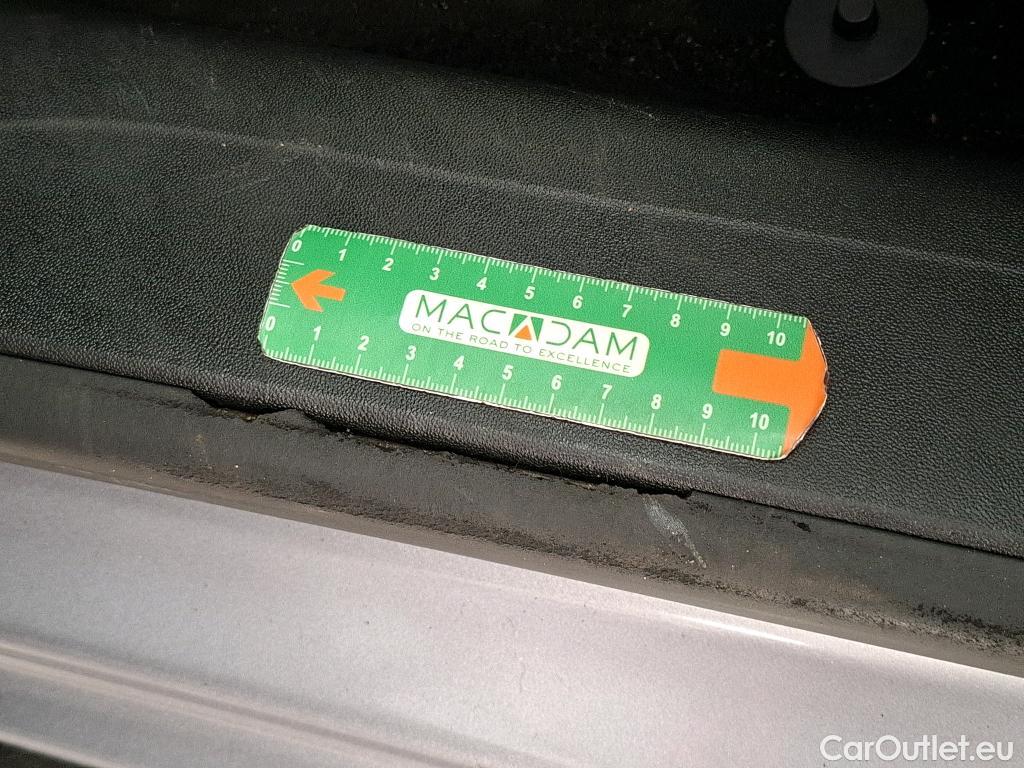 0 1 2 3 4 5 6 7 8 9 10
MACADAM
ON THE ROAD TO EXCELLENCE
0 1 2 3 4 5 6 7 8 9 10
CarOutlet.eu